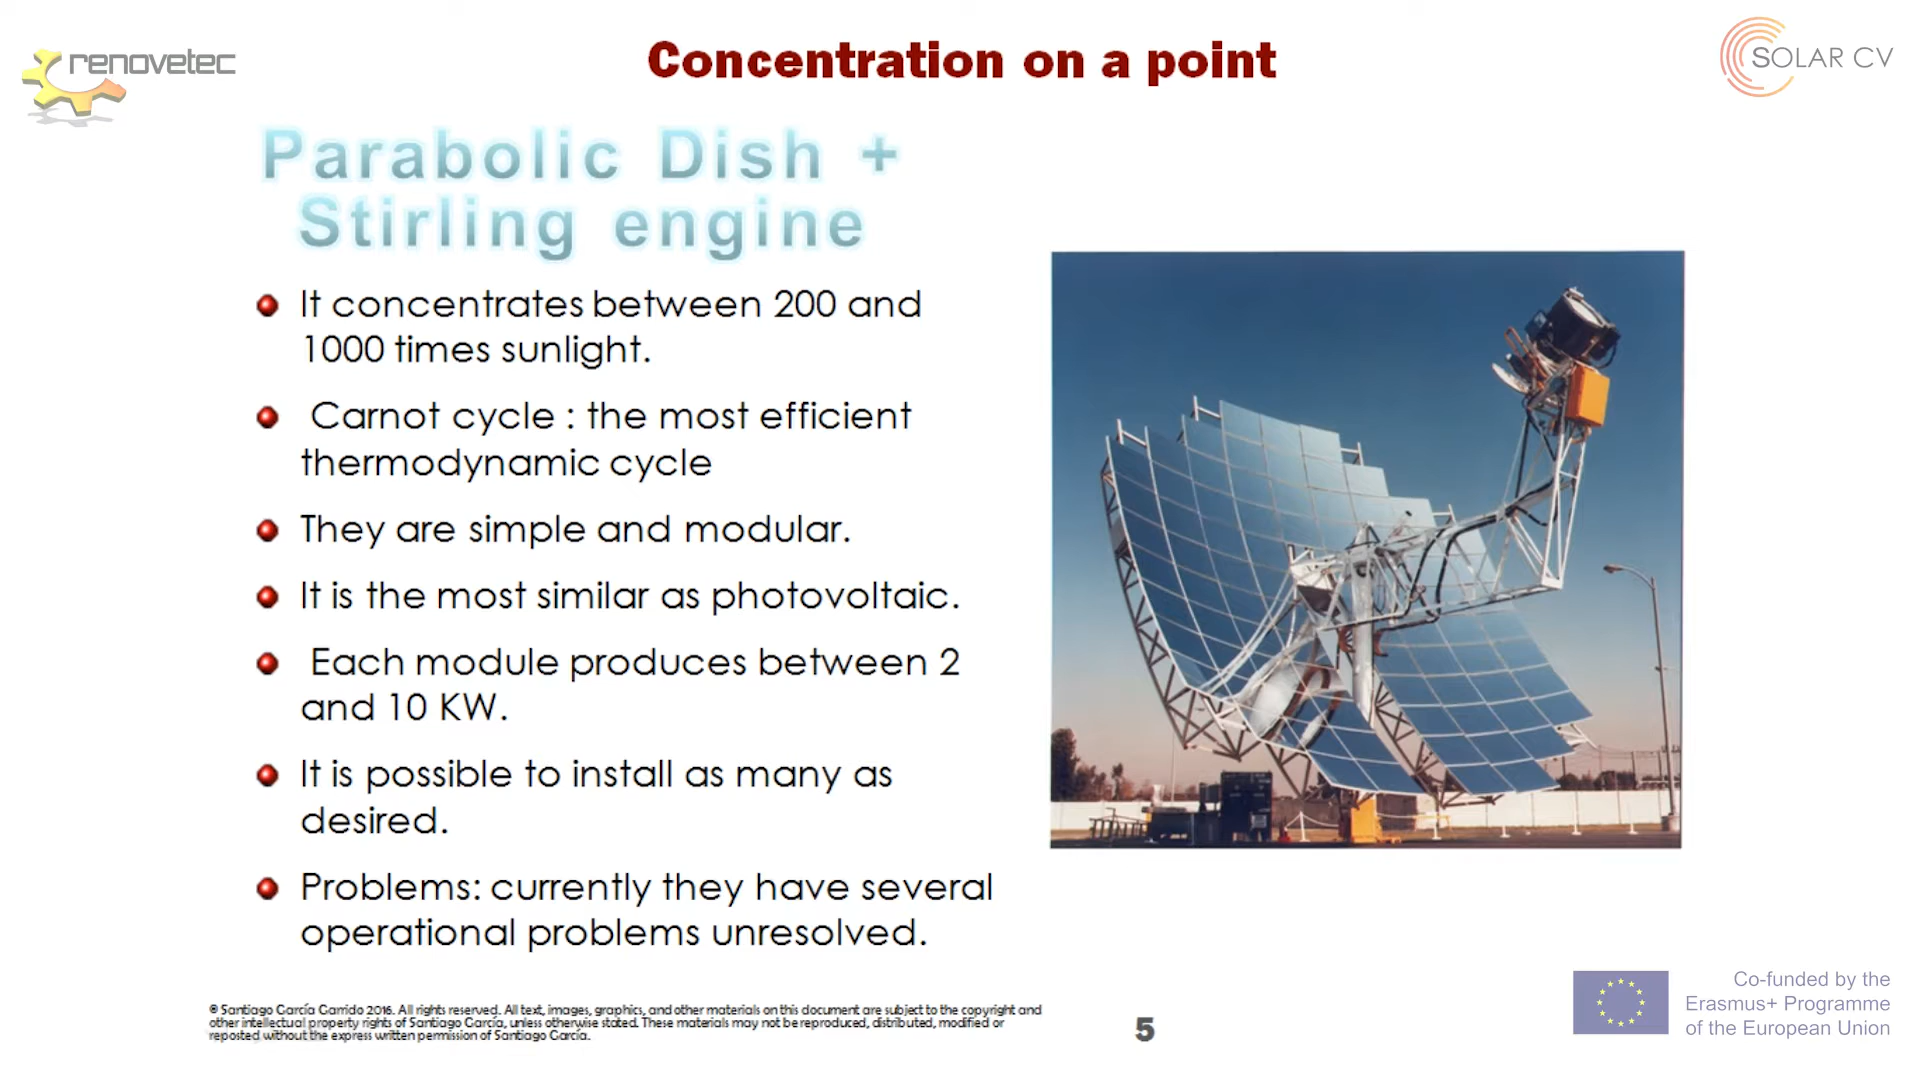 renovetec
Concentration on a point
SOLAR CV
Parabolic Dish +
Stirling engine
It concentrates between 200 and
1000 times sunlight.
Carnot cycle : the most efficient
thermodynamic cycle
They are simple and modular.
It is the most similar as photovoltaic.
Each module produces between 2
and 10 KW.
It is possible to install as many as
desired.
Problems: currently they have several
operational problems unresolved.
© Santiago García Garrido 2016. All rights reserved. All text, images, graphics, and other materials on this document are subject to the copyright and
other intellectual property rights of Santiago García, unless otherwise stated. These materials may not be reproduced, distributed, modified or
reposted without the express written permission of Santiago García.
5
Co-funded by the
Erasmus+ Programme
of the European Union